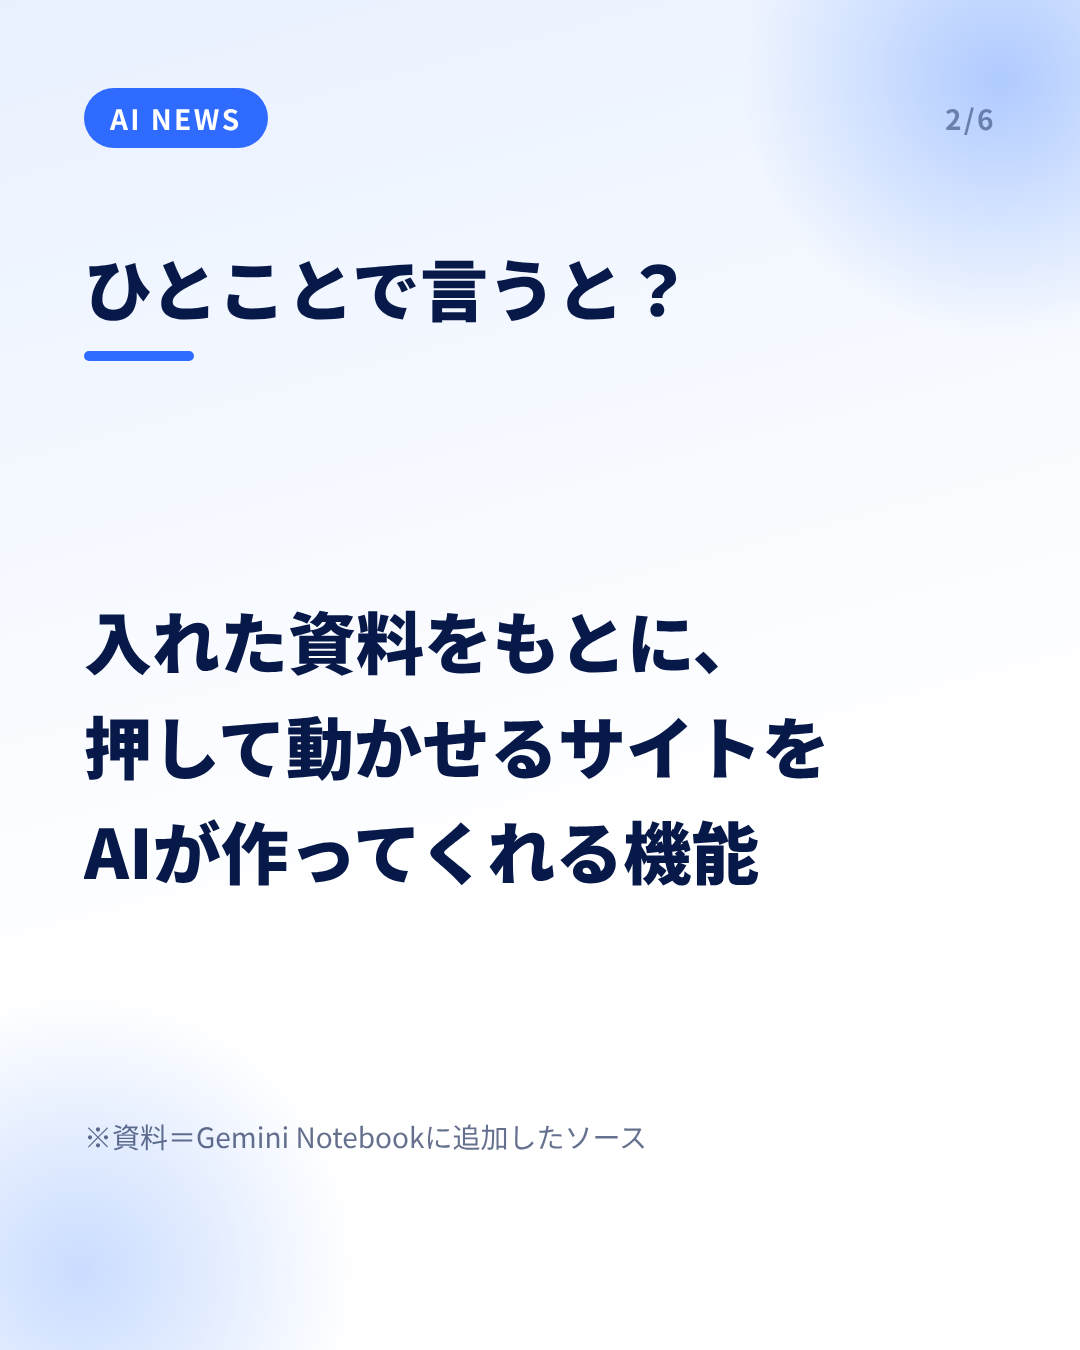 AI NEWS
2/6
ひとことで言うと？
入れた資料をもとに、
押して動かせるサイトを
AIが作ってくれる機能
※資料＝Gemini Notebookに追加したソース